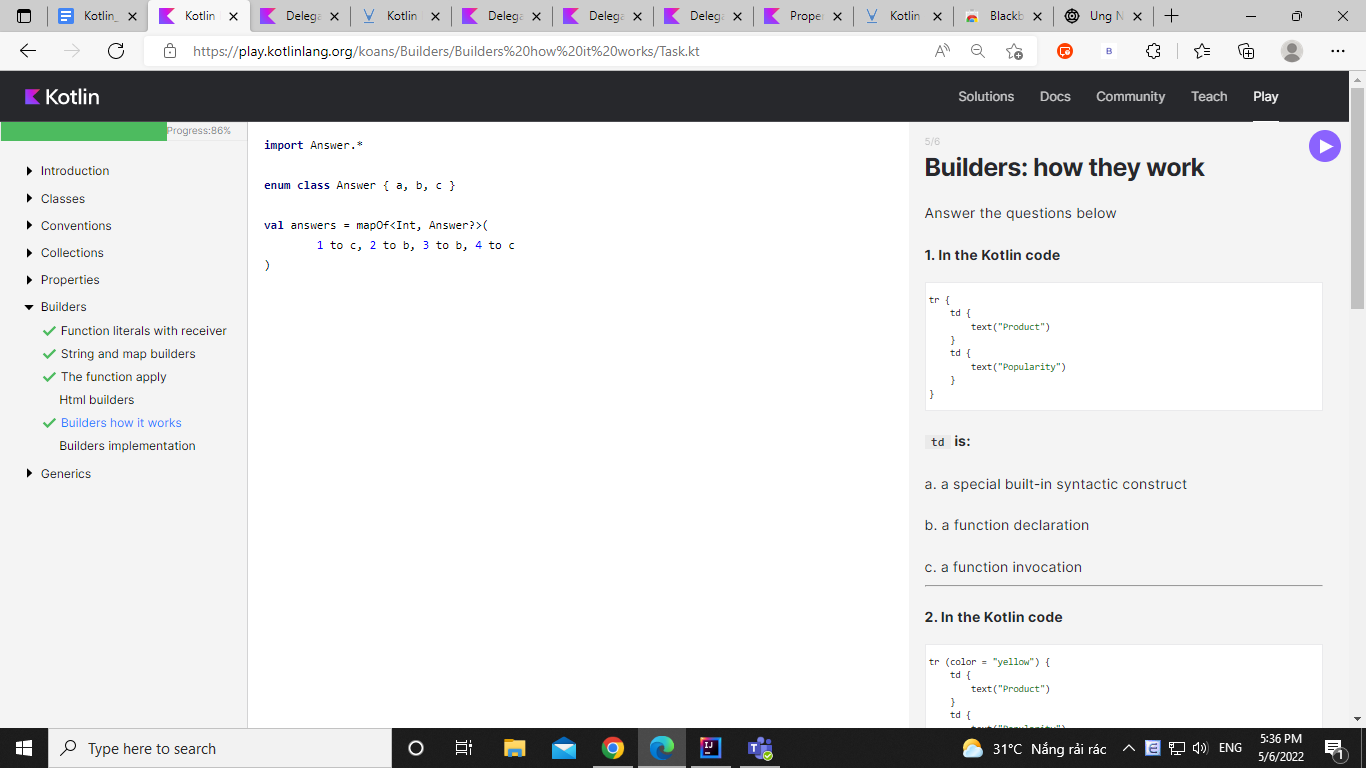 Kotlin_
Kotlin
Delega
Kotlin
Delega
Delega
Delega
Proper
Kotlin
Blackb
Ung N
https://play.kotlinlang.org/koans/Builders/Builders%20how%20it%20works/Task.kt
Kotlin
Solutions Docs Community Teach Play
Progress:86%
Introduction
Classes
Conventions
Collections
Properties
Builders
Function literals with receiver
String and map builders
The function apply
Html builders
Builders how it works
Builders implementation
Generics
import Answer.*
enum class Answer { a, b, c }
val answers = mapOf<Int, Answer?>(
1 to c, 2 to b, 3 to b, 4 to c
)
5/6
Builders: how they work
Answer the questions below
1. In the Kotlin code
tr {
td {
text("Product")
}
td {
text("Popularity")
}
}
td is:
a. a special built-in syntactic construct
b. a function declaration
c. a function invocation
2. In the Kotlin code
tr (color = "yellow") {
td {
text("Product")
}
td {
text("Popularity")
Type here to search
31°C Nắng rải rác
ENG
5:36 PM
5/6/2022
1